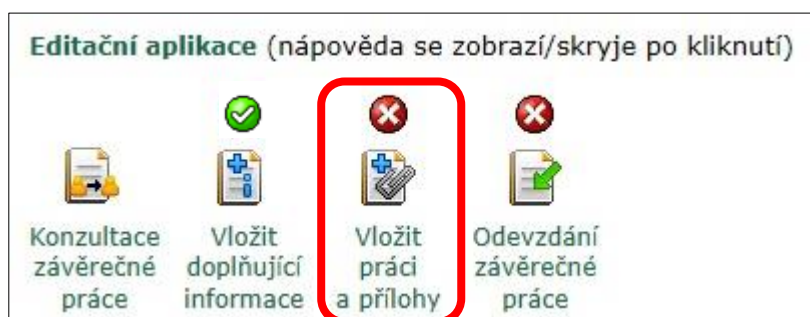 Editační aplikace (nápověda se zobrazí/skryje po kliknutí)
Konzultace
závěrečné
práce
Vložit
doplňující
informace
Vložit
práci
a přílohy
Odevzdání
závěrečné
práce